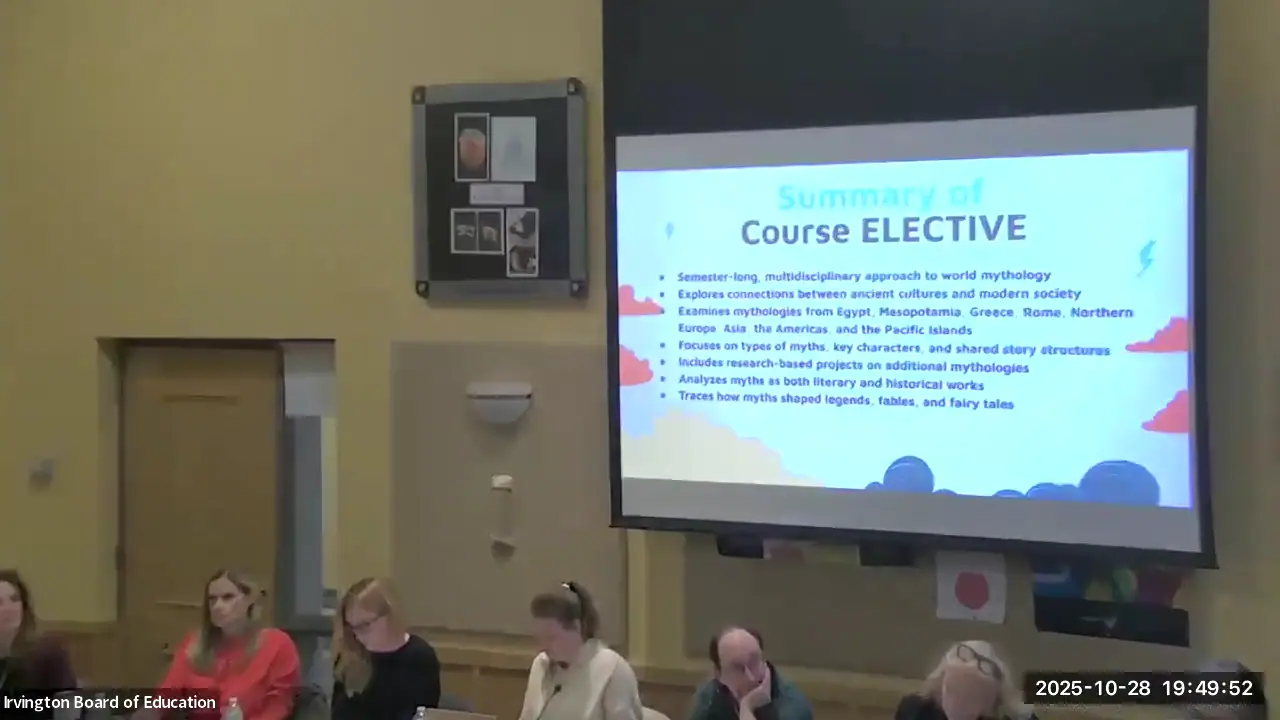 Summary of
Course ELECTIVE
Semester-long, multidisciplinary approach to world mythology
Explores connections between ancient cultures and modern society
Examines mythologies from Egypt, Mesopotamia, Greece, Rome, Northern
Europe, Asia, the Americas, and the Pacific Islands
Focuses on types of myths, key characters, and shared story structures
Includes research-based projects on additional mythologies
Analyzes myths as both literary and historical works
Traces how myths shaped legends, fables, and fairy tales
Irvington Board of Education
2025-10-28 19:49:52